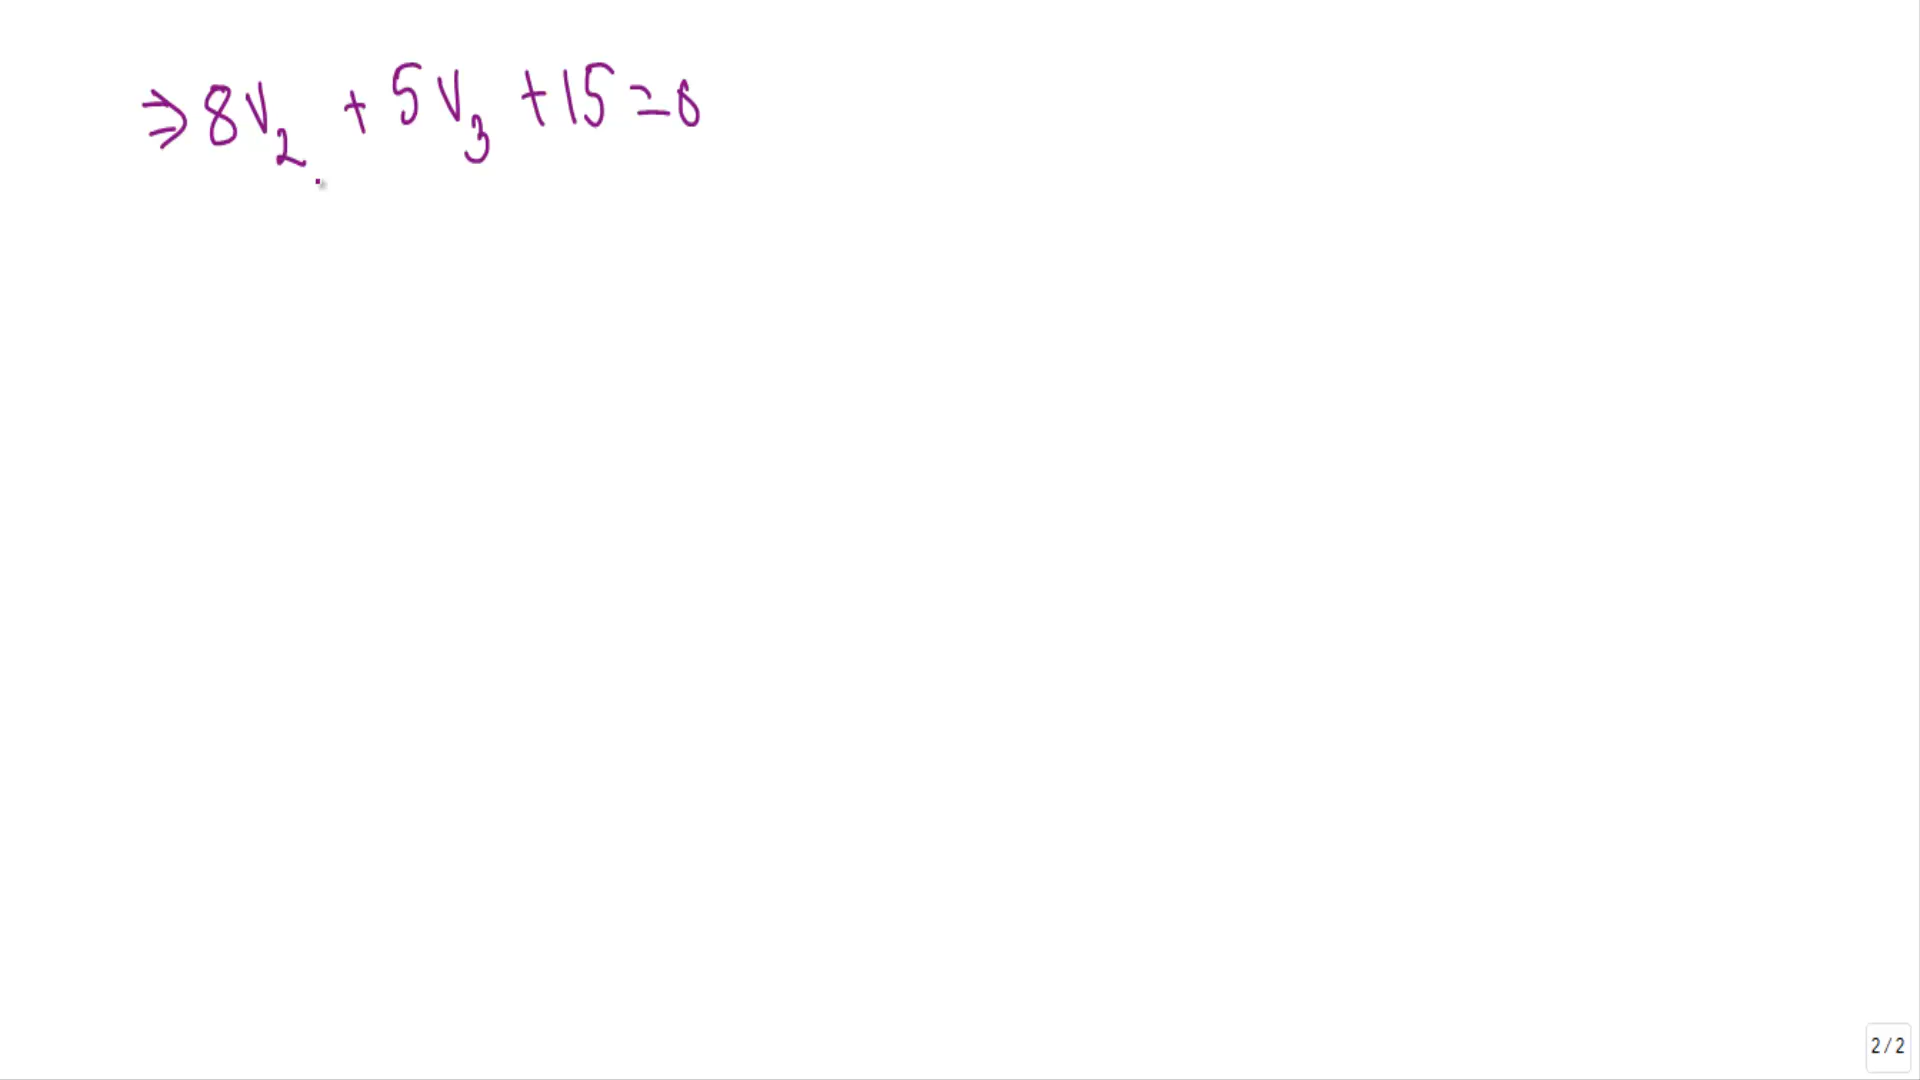 ⇒ 8V₂ + 5V₃ + 15 = 0
2/2